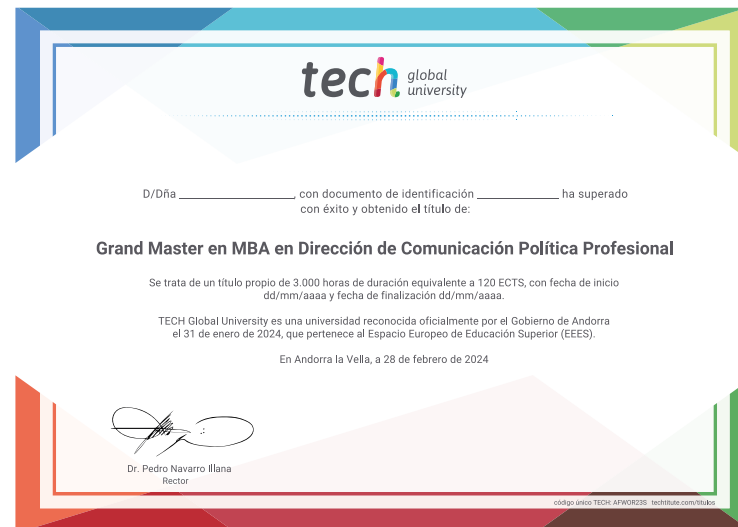 tech global university
D/Dña ______________, con documento de identificación __________ ha superado
con éxito y obtenido el título de:
Grand Master en MBA en Dirección de Comunicación Política Profesional
Se trata de un título propio de 3.000 horas de duración equivalente a 120 ECTS, con fecha de inicio
dd/mm/aaaa y fecha de finalización dd/mm/aaaa.
TECH Global University es una universidad reconocida oficialmente por el Gobierno de Andorra
el 31 de enero de 2024, que pertenece al Espacio Europeo de Educación Superior (EEES).
En Andorra la Vella, a 28 de febrero de 2024
Dr. Pedro Navarro Illana
Rector
código único TECH: AFWOR23S techtitute.com/titulos